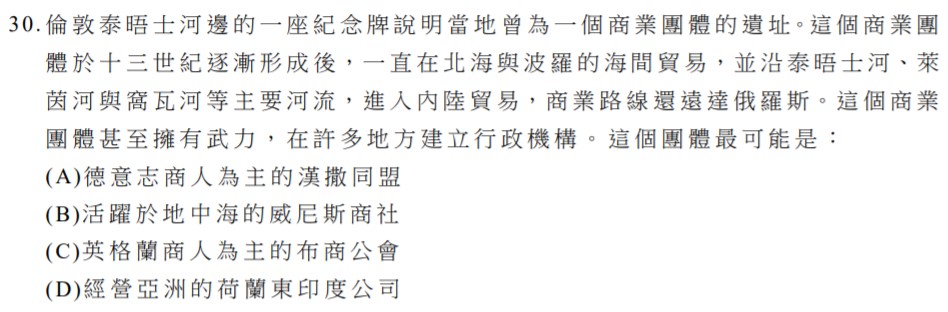 30.倫敦泰晤士河邊的一座紀念牌說明當地曾為一個商業團體的遺址。這個商業團
體於十三世紀逐漸形成後，一直在北海與波羅的海間貿易，並沿泰晤士河、萊
茵河與窩瓦河等主要河流，進入內陸貿易，商業路線還遠達俄羅斯。這個商業
團體甚至擁有武力，在許多地方建立行政機構。這個團體最可能是：
(A)德意志商人為主的漢撒同盟
(B)活躍於地中海的威尼斯商社
(C)英格蘭商人為主的布商公會
(D)經營亞洲的荷蘭東印度公司